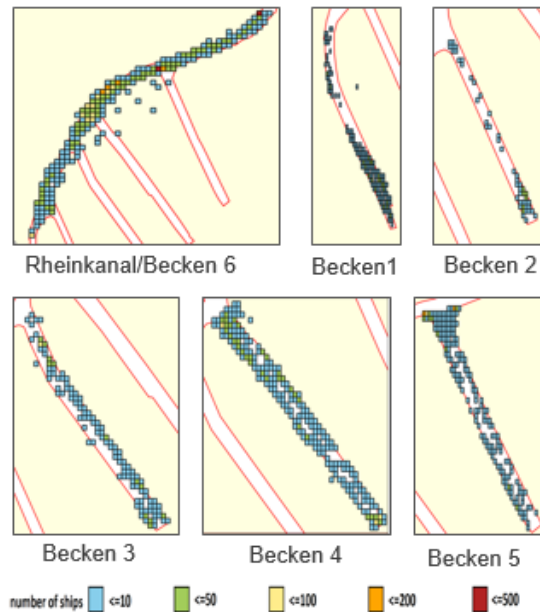 Rheinkanal/Becken 6
Becken1
Becken 2
Becken 3
Becken 4
Becken 5
number of ships <=10 <=50 <=100 <=200 <=500